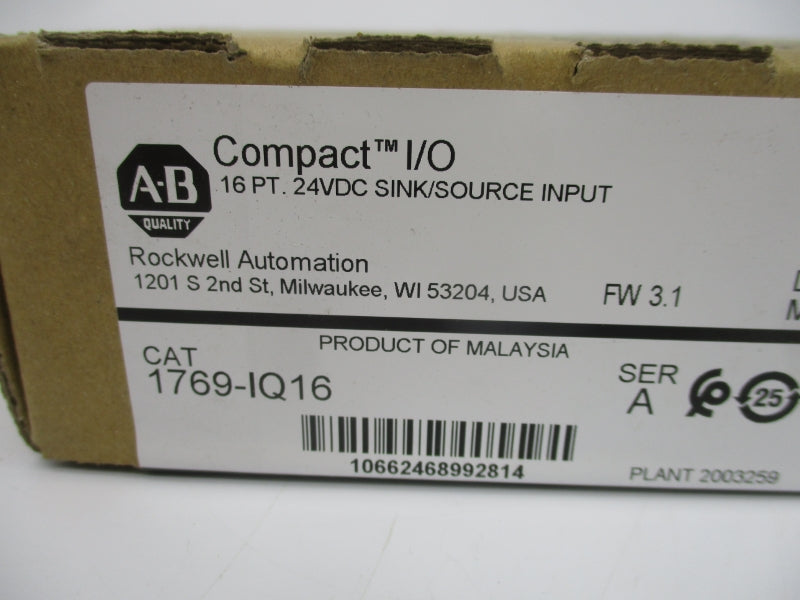 Compact™ I/O
16 PT. 24VDC SINK/SOURCE INPUT
A-B
QUALITY
Rockwell Automation
1201 S 2nd St, Milwaukee, WI 53204, USA
FW 3.1
PRODUCT OF MALAYSIA
CAT
1769-IQ16
SER
A
25
10662468992814
PLANT 2003259